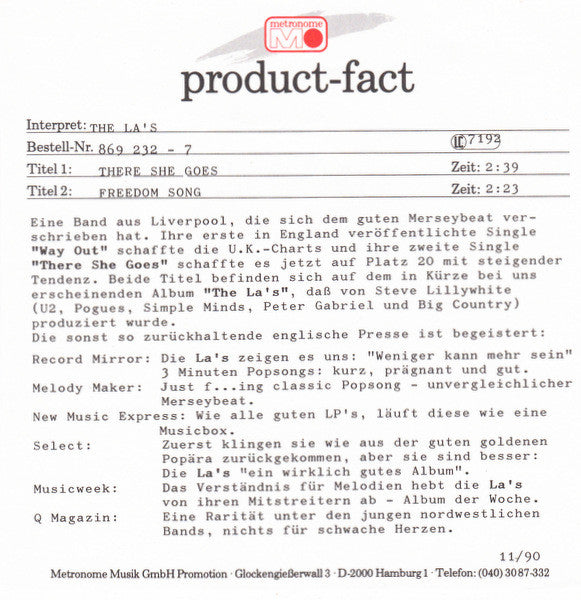 metronome
M
product-fact
Interpret: THE LA'S
Bestell-Nr. 869 232 - 7 LC 7192
Titel 1: THERE SHE GOES Zeit: 2:39
Titel 2: FREEDOM SONG Zeit: 2:23
Eine Band aus Liverpool, die sich dem guten Merseybeat ver-
schrieben hat. Ihre erste in England veröffentlichte Single
"Way Out" schaffte die U.K.-Charts und ihre zweite Single
"There She Goes" schaffte es jetzt auf Platz 20 mit steigender
Tendenz. Beide Titel befinden sich auf dem in Kürze bei uns
erscheinenden Album "The La's", daß von Steve Lillywhite
(U2, Pogues, Simple Minds, Peter Gabriel und Big Country)
produziert wurde.
Die sonst so zurückhaltende englische Presse ist begeistert:
Record Mirror: Die La's zeigen es uns: "Weniger kann mehr sein"
3 Minuten Popsongs: kurz, prägnant und gut.
Melody Maker: Just f...ing classic Popsong - unvergleichlicher
Merseybeat.
New Music Express: Wie alle guten LP's, läuft diese wie eine
Musicbox.
Select: Zuerst klingen sie wie aus der guten goldenen
Popära zurückgekommen, aber sie sind besser:
Die La's "ein wirklich gutes Album".
Musicweek: Das Verständnis für Melodien hebt die La's
von ihren Mitstreitern ab - Album der Woche.
Q Magazin: Eine Rarität unter den jungen nordwestlichen
Bands, nichts für schwache Herzen.
11/90
Metronome Musik GmbH Promotion · Glockengießerwall 3 · D-2000 Hamburg 1 · Telefon: (040) 30 87-332